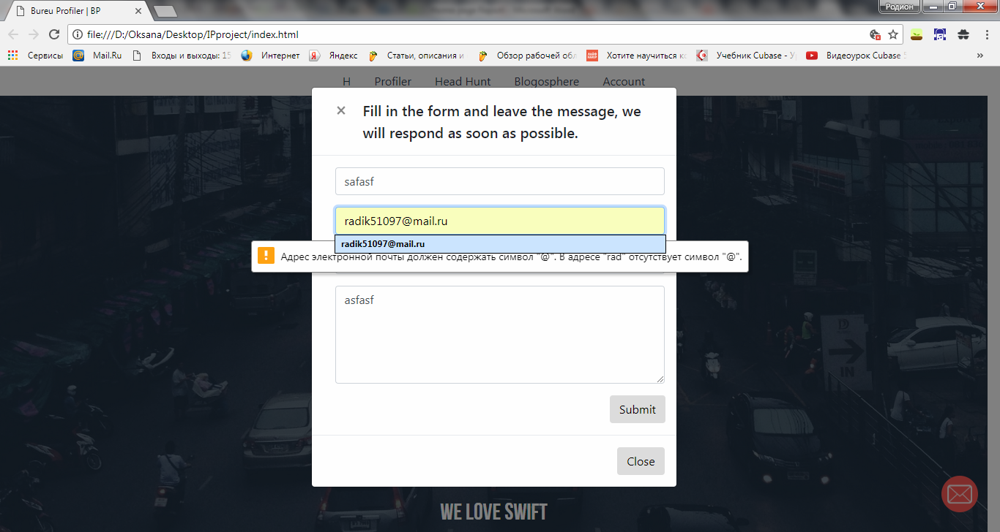 Bureu Profiler | BP
Родион
file:///D:/Oksana/Desktop/IPproject/index.html
Сервисы Mail.Ru Входы и выходы: 15 Интернет Я Яндекс Статьи, описания и Обзор рабочей обл Хотите научиться кс Учебник Cubase - Ур Видеоурок Cubase 5 »
H Profiler Head Hunt Blogosphere Account
× Fill in the form and leave the message, we
will respond as soon as possible.
safasf
radik51097@mail.ru
radik51097@mail.ru
Адрес электронной почты должен содержать символ "@". В адресе "rad" отсутствует символ "@".
asfasf
IN
Submit
Close
WE LOVE SWIFT